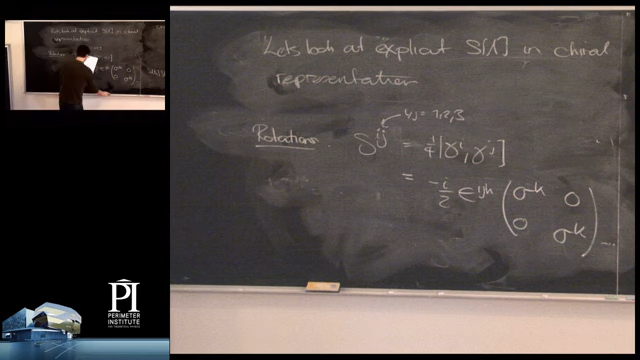 Lets look at explicit S[Λ] in chiral
representation
i,j = 1,2,3
Rotations: S^{ij} = 1/4 [γ^i, γ^j]
= -i/2 ε^{ijk} ( σ^k 0
0 σ^k ) ...
PI
PERIMETER
INSTITUTE
FOR THEORETICAL PHYSICS